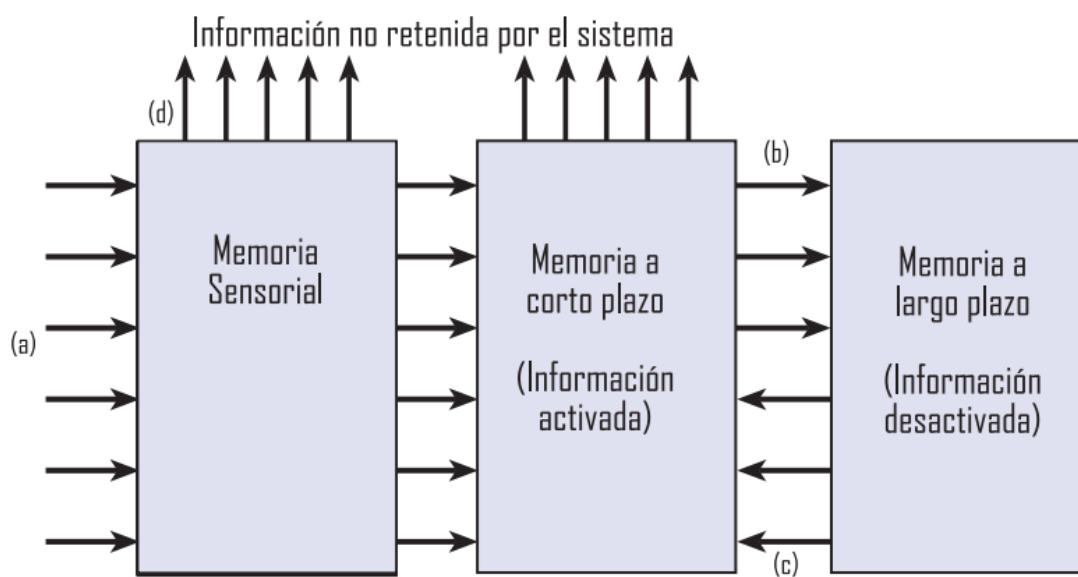 Información no retenida por el sistema
(d)
(b)
Memoria
Sensorial
Memoria a
corto plazo
Memoria a
largo plazo
(a)
(Información
activada)
(Información
desactivada)
(c)